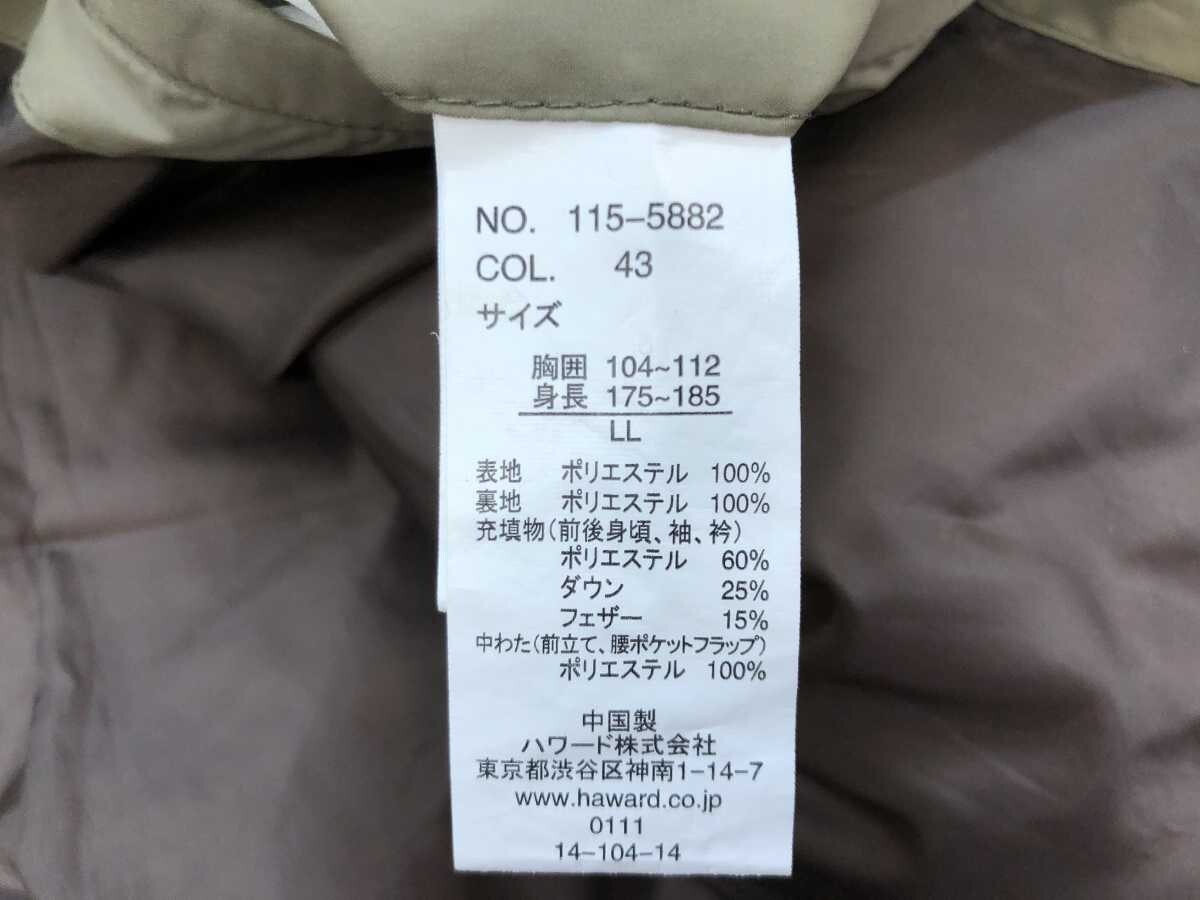 NO. 115-5882
COL. 43
サイズ
胸囲 104~112
身長 175~185
LL
表地 ポリエステル 100%
裏地 ポリエステル 100%
充填物(前後身頃、袖、衿)
ポリエステル 60%
ダウン 25%
フェザー 15%
中わた(前立て、腰ポケットフラップ)
ポリエステル 100%
中国製
ハワード株式会社
東京都渋谷区神南1-14-7
www.haward.co.jp
0111
14-104-14